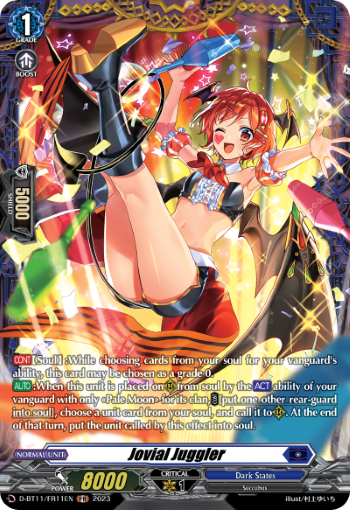 1
GRADE
BOOST
5000
SHIELD
CONT [Soul] :While choosing cards from your soul for your vanguard's
ability, this card may be chosen as a grade 0.
AUTO :When this unit is placed on from soul by the ACT ability of your
vanguard with only «Pale Moon» for its clan, [put one other rear-guard
into soul], choose a unit card from your soul, and call it to . At the end
of that turn, put the unit called by this effect into soul.
NORMAL UNIT
Jovial Juggler
POWER 8000
CRITICAL
1
Dark States
Succubus
D-BT11/FR11EN FR 2023
illust/村上ゆいち